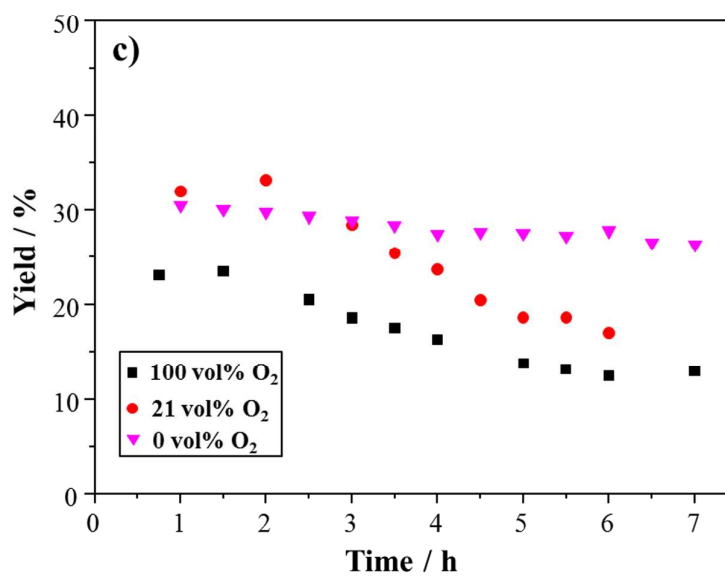 c)
50
40
30
20
10
0
Yield / %
100 vol% O₂
21 vol% O₂
0 vol% O₂
0 1 2 3 4 5 6 7
Time / h